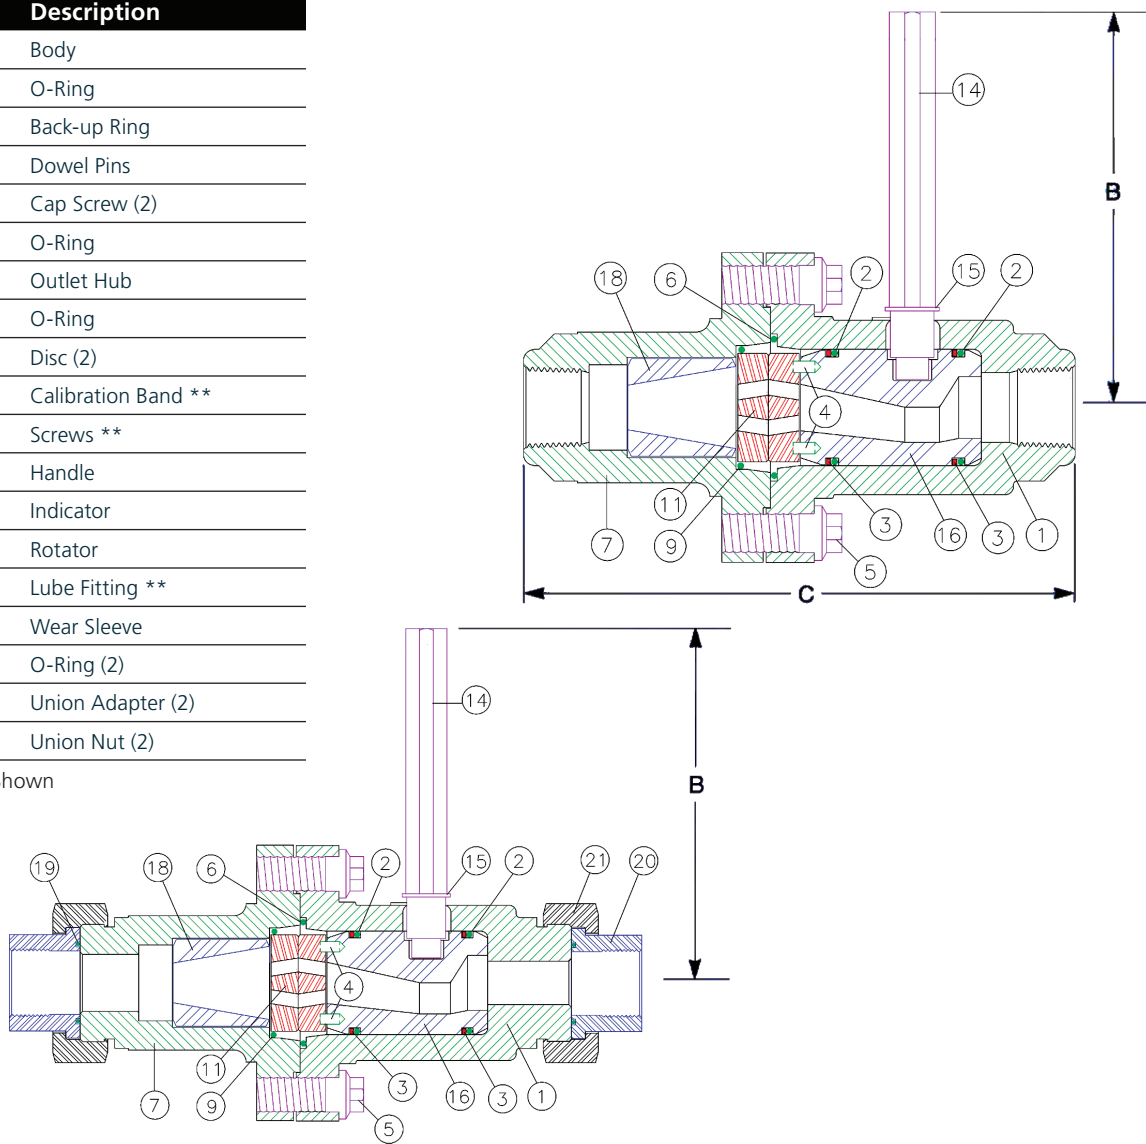 Description
Body
O-Ring
Back-up Ring
Dowel Pins
Cap Screw (2)
O-Ring
Outlet Hub
O-Ring
Disc (2)
Calibration Band **
Screws **
Handle
Indicator
Rotator
Lube Fitting **
Wear Sleeve
O-Ring (2)
Union Adapter (2)
Union Nut (2)
14
B
18
6
2
15
2
4
11
7
9
3
5
16
3
1
C
14
B
19
18
6
2
15
2
21
20
4
11
7
9
3
5
16
3
1